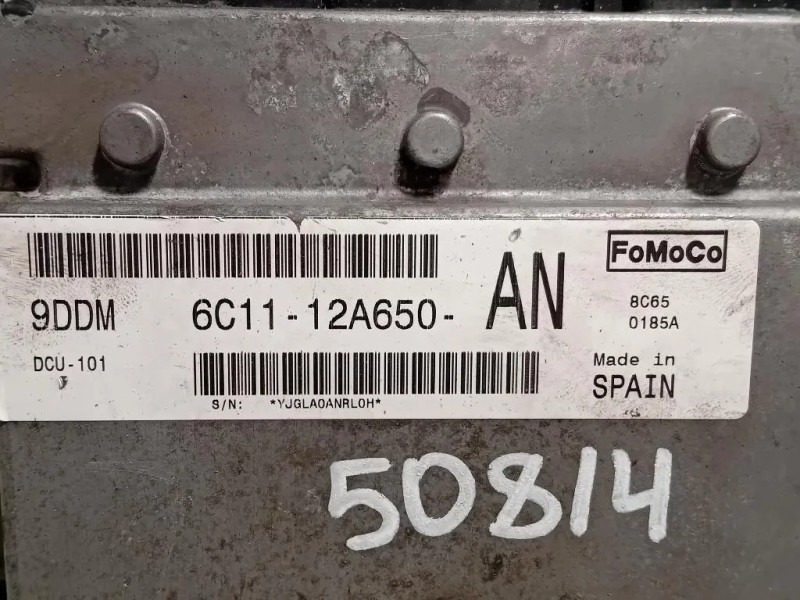 FoMoCo
9DDM 6C11-12A650-AN
8C65
0185A
DCU-101
Made in
SPAIN
S/N: *YJGLA0ANRL0H*
50814